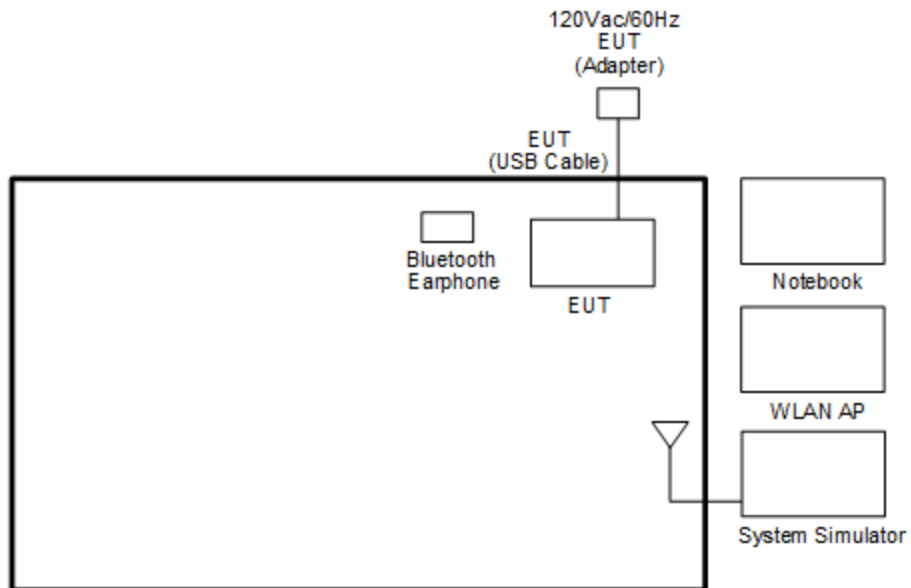 120Vac/60Hz
EUT
(Adapter)
EUT
(USB Cable)
Bluetooth
Earphone
EUT
Notebook
WLAN AP
System Simulator